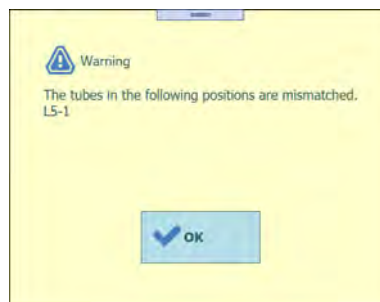 Warning
The tubes in the following positions are mismatched.
L5-1
OK